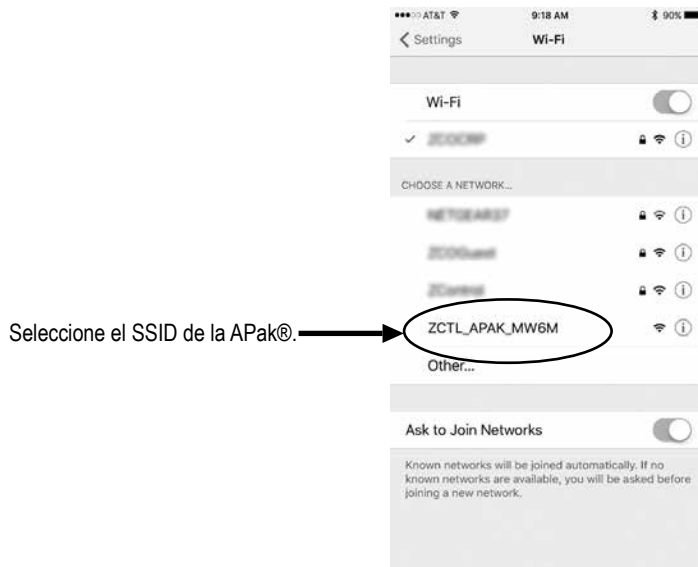 AT&T 9:18 AM 90%
Settings Wi-Fi
Wi-Fi
CHOOSE A NETWORK...
Seleccione el SSID de la APak®.
ZCTL_APAK_MW6M
Other...
Ask to Join Networks
Known networks will be joined automatically. If no
known networks are available, you will be asked before
joining a new network.